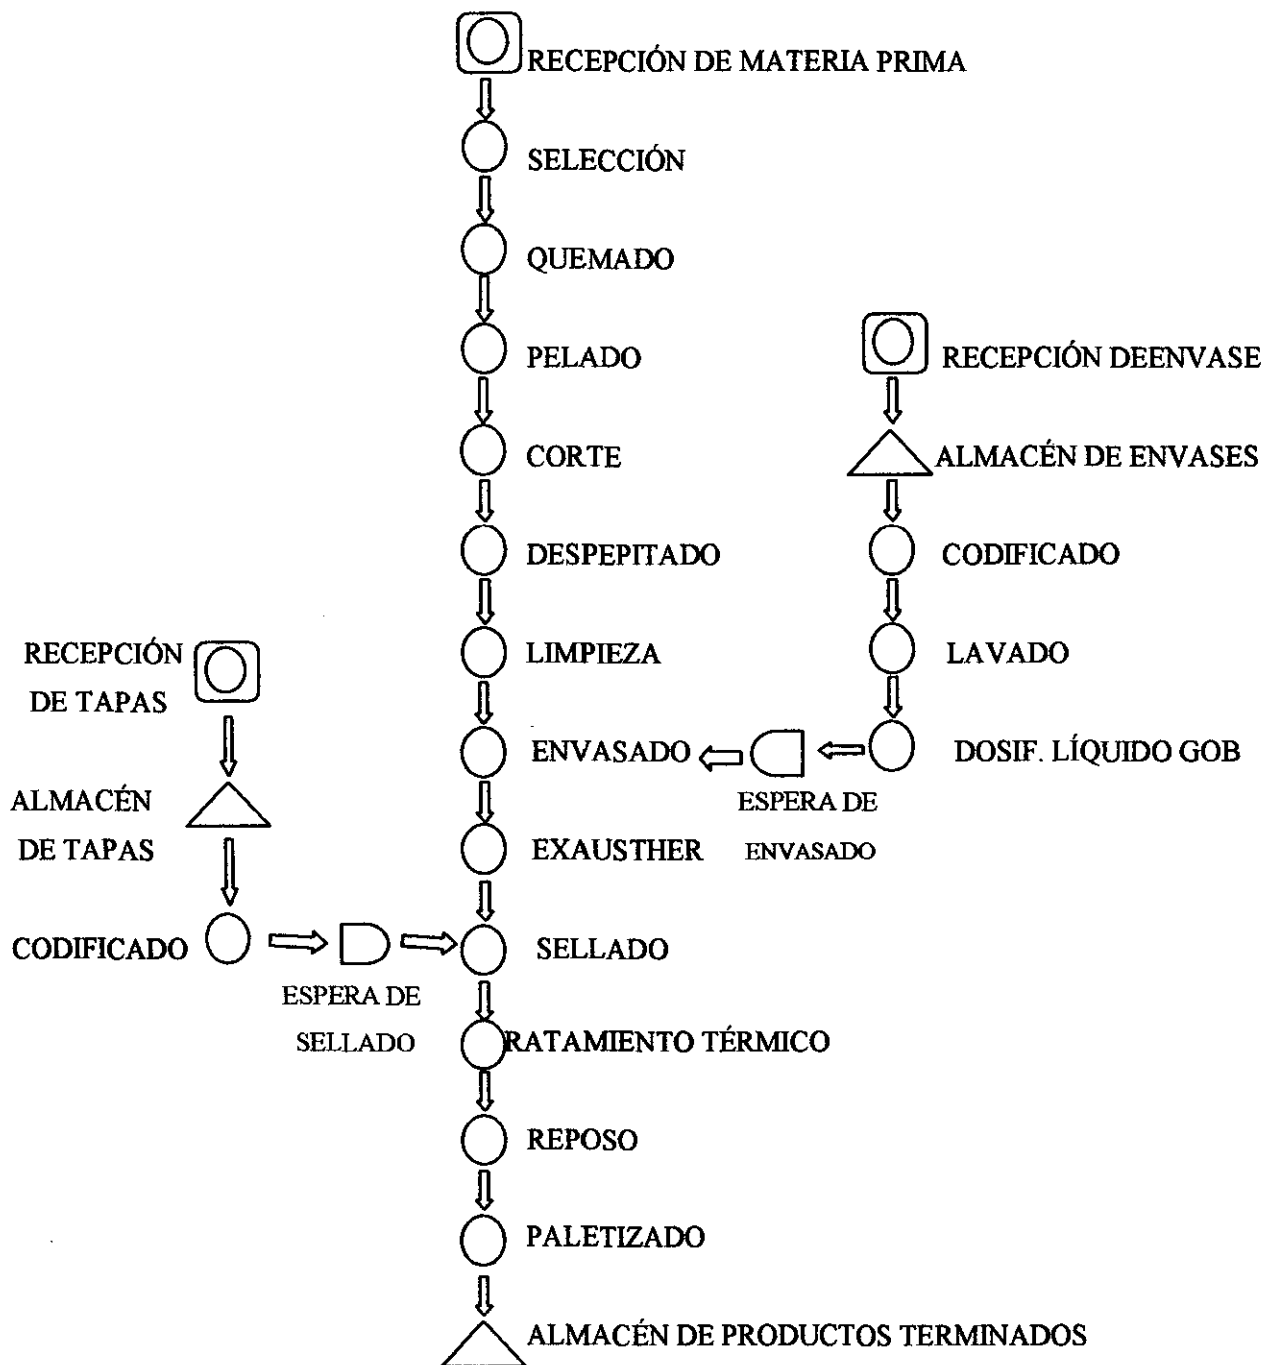 RECEPCIÓN DE MATERIA PRIMA
SELECCIÓN
QUEMADO
PELADO
RECEPCIÓN DEENVASE
CORTE
ALMACÉN DE ENVASES
DESPEPITADO
CODIFICADO
RECEPCIÓN
DE TAPAS
LIMPIEZA
LAVADO
ENVASADO
DOSIF. LÍQUIDO GOB
ESPERA DE
ENVASADO
ALMACÉN
DE TAPAS
EXAUSTHER
CODIFICADO
SELLADO
ESPERA DE
SELLADO
RATAMIENTO TÉRMICO
REPOSO
PALETIZADO
ALMACÉN DE PRODUCTOS TERMINADOS